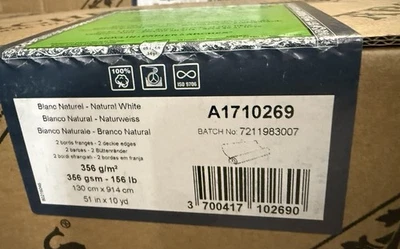 100%
ISO 9706
Blanc Naturel - Natural White
Blanco Natural - Naturweiss
Bianco Naturale - Branco Natural
2 bords frangés - 2 deckle edges
2 barbes - 2 Büttenränder
2 bordi sfrangiati - 2 bordes em franja
356 g/m²
356 gsm - 156 lb
130 cm x 914 cm
51 in x 10 yd
A1710269
BATCH No: 7211983007
3 700417 102690